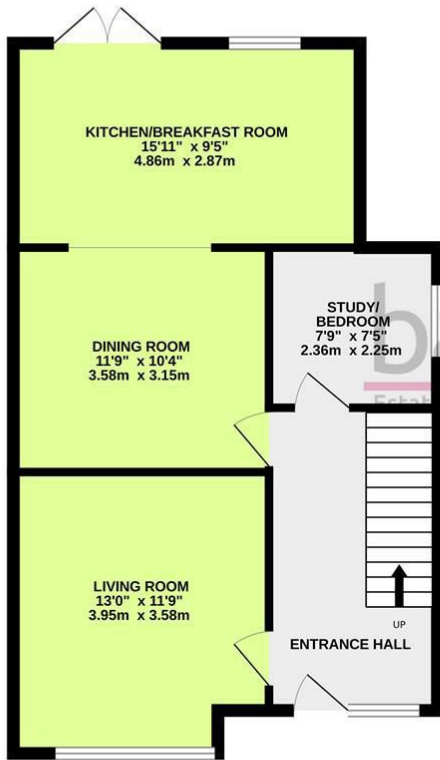 KITCHEN/BREAKFAST ROOM
15'11" x 9'5"
4.86m x 2.87m
STUDY/
BEDROOM
7'9" x 7'5"
2.36m x 2.25m
DINING ROOM
11'9" x 10'4"
3.58m x 3.15m
LIVING ROOM
13'0" x 11'9"
3.95m x 3.58m
UP
ENTRANCE HALL